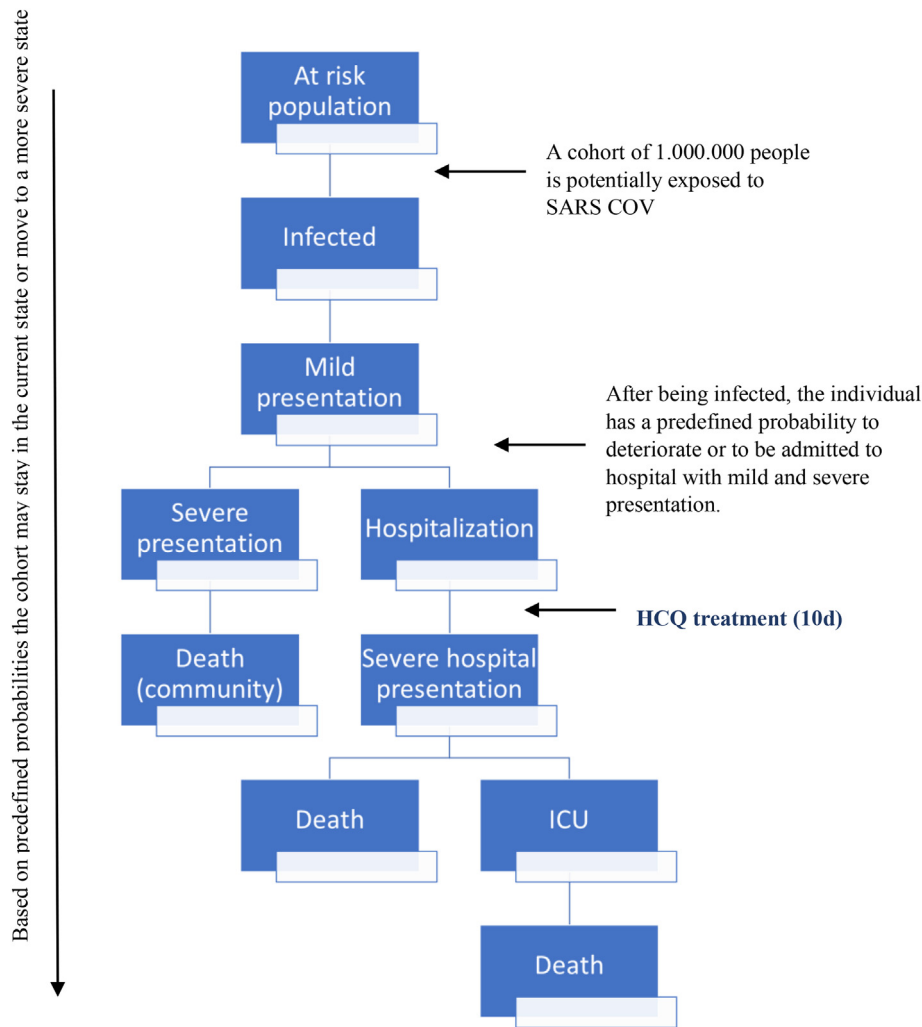 Based on predefined probabilities the cohort may stay in the current state or move to a more severe state
At risk
population
A cohort of 1.000.000 people
is potentially exposed to
SARS COV
Infected
Mild
presentation
After being infected, the individual
has a predefined probability to
deteriorate or to be admitted to
hospital with mild and severe
presentation.
Severe
presentation
Hospitalization
HCQ treatment (10d)
Death
(community)
Severe hospital
presentation
Death
ICU
Death